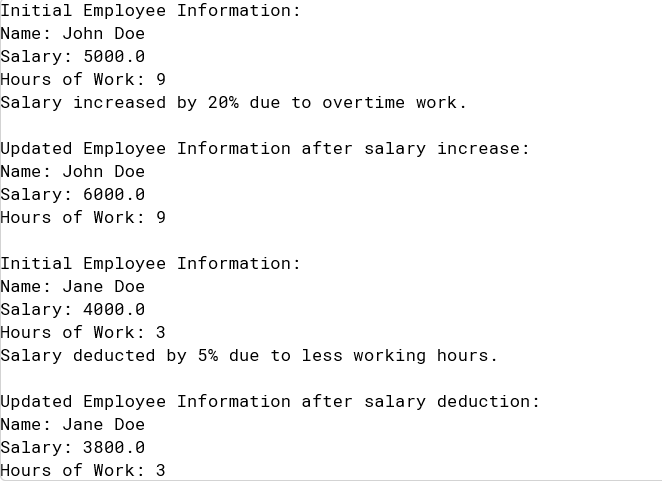 Initial Employee Information:
Name: John Doe
Salary: 5000.0
Hours of Work: 9
Salary increased by 20% due to overtime work.

Updated Employee Information after salary increase:
Name: John Doe
Salary: 6000.0
Hours of Work: 9

Initial Employee Information:
Name: Jane Doe
Salary: 4000.0
Hours of Work: 3
Salary deducted by 5% due to less working hours.

Updated Employee Information after salary deduction:
Name: Jane Doe
Salary: 3800.0
Hours of Work: 3